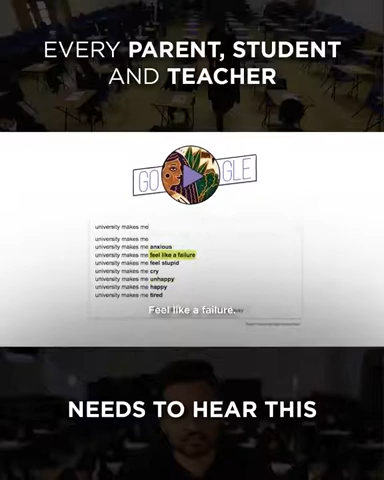 EVERY PARENT, STUDENT
AND TEACHER
GO GLE
university makes me
university makes me
university makes me anxious
university makes me feel like a failure
university makes me feel stupid
university makes me cry
university makes me unhappy
university makes me happy
university makes me tired
Feel like a failure.
NEEDS TO HEAR THIS